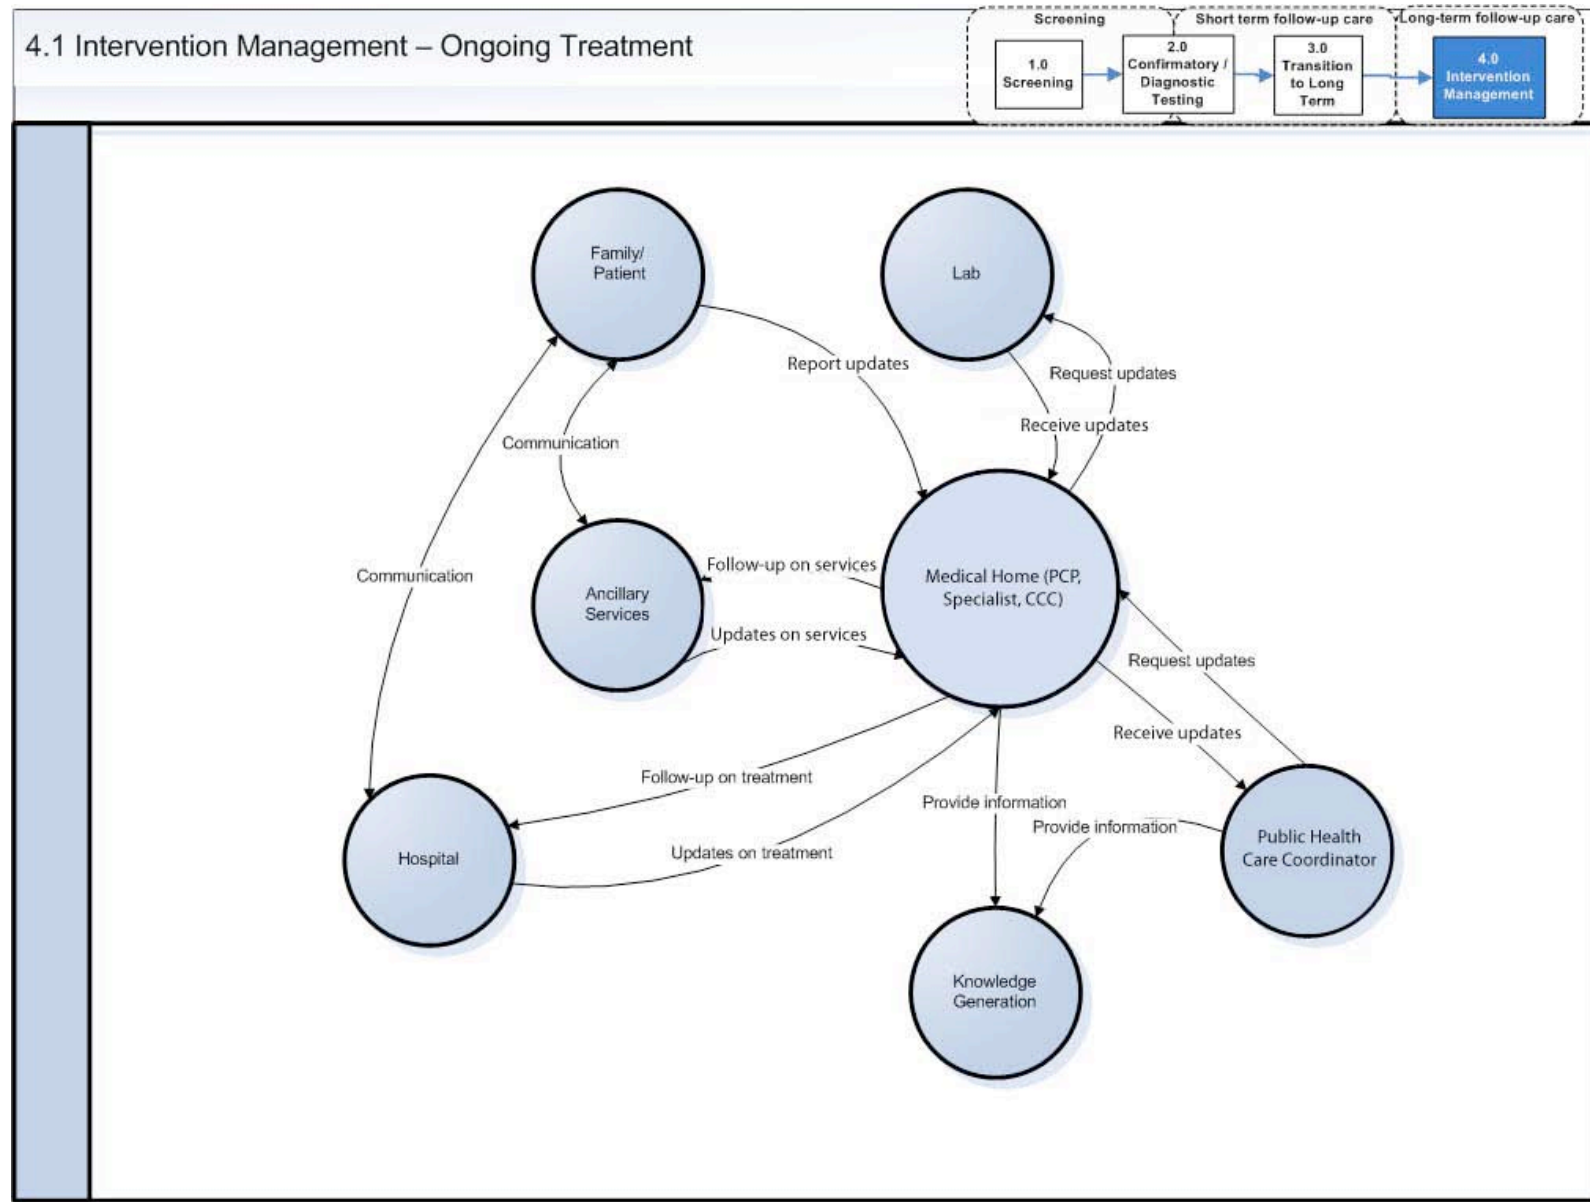 4.1 Intervention Management – Ongoing Treatment
Screening
Short term follow-up care
Long-term follow-up care
1.0
Screening
2.0
Confirmatory /
Diagnostic
Testing
3.0
Transition
to Long
Term
4.0
Intervention
Management
Family/
Patient
Lab
Report updates
Request updates
Receive updates
Communication
Communication
Ancillary
Services
Follow-up on services
Updates on services
Medical Home (PCP,
Specialist, CCC)
Request updates
Receive updates
Follow-up on treatment
Updates on treatment
Provide information
Provide information
Hospital
Public Health
Care Coordinator
Knowledge
Generation